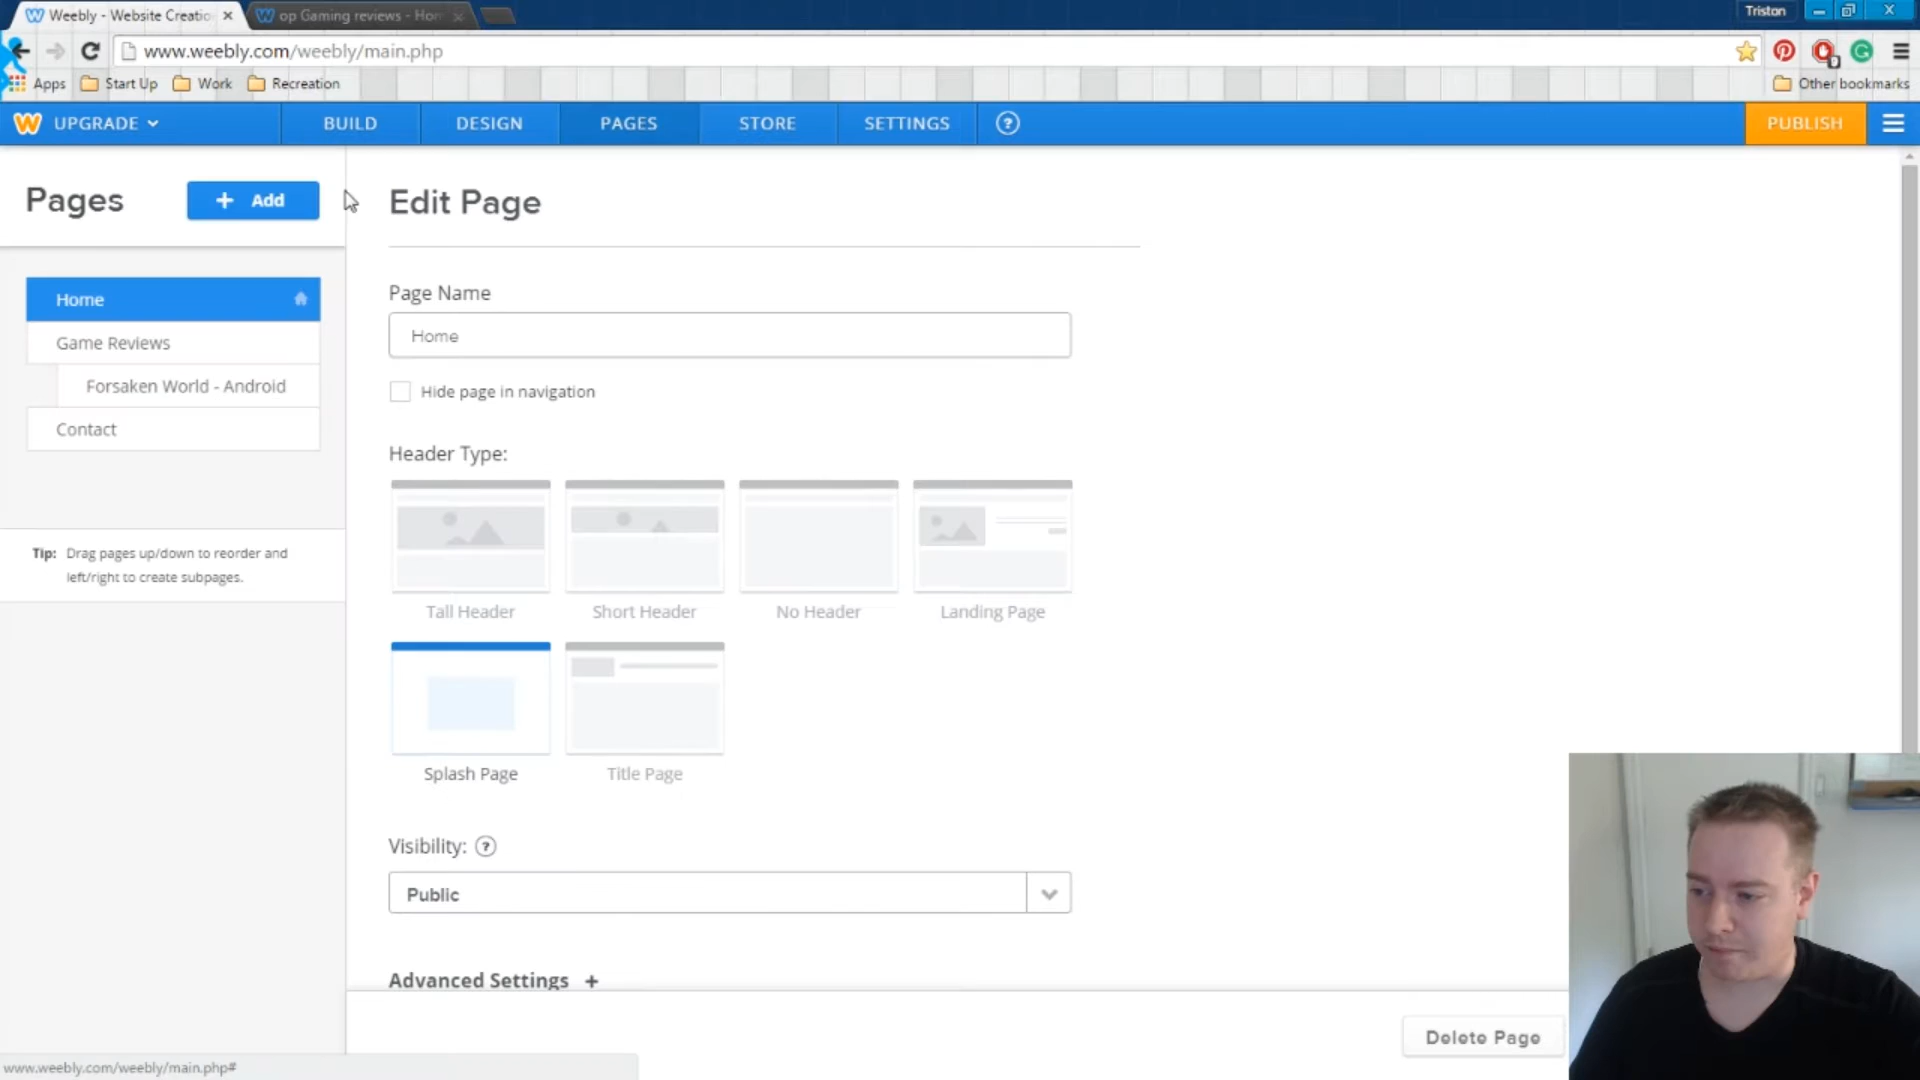 Weebly - Website Creatio
op Gaming reviews - Hom
Triston
www.weebly.com/weebly/main.php
Apps Start Up Work Recreation Other bookmarks
UPGRADE BUILD DESIGN PAGES STORE SETTINGS ? PUBLISH
Pages
+ Add
Edit Page
Home
Game Reviews
Forsaken World - Android
Contact
Tip: Drag pages up/down to reorder and
left/right to create subpages.
Page Name
Home
Hide page in navigation
Header Type:
Tall Header Short Header No Header Landing Page
Splash Page Title Page
Visibility: ?
Public
Advanced Settings +
Delete Page
www.weebly.com/weebly/main.php#